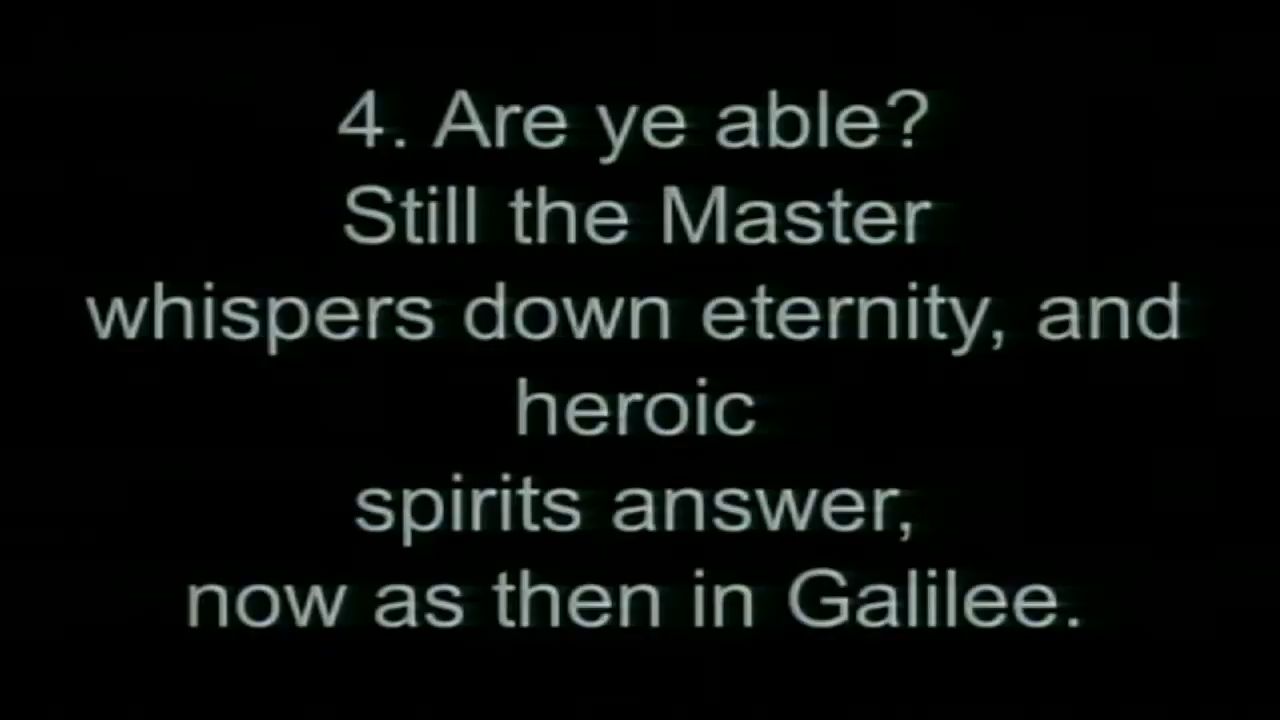 4. Are ye able?
Still the Master
whispers down eternity, and
heroic
spirits answer,
now as then in Galilee.